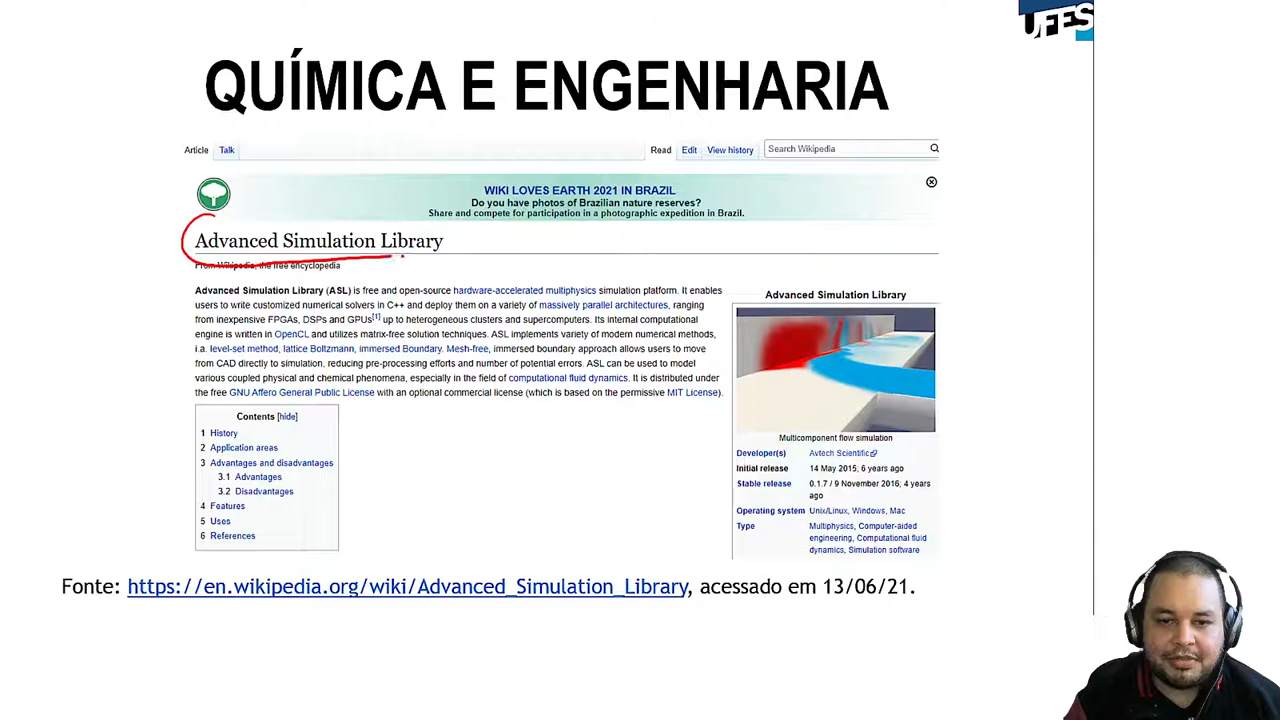 UFES
QUÍMICA E ENGENHARIA
Article Talk Read Edit View history Search Wikipedia
WIKI LOVES EARTH 2021 IN BRAZIL
Do you have photos of Brazilian nature reserves?
Share and compete for participation in a photographic expedition in Brazil.
Advanced Simulation Library
From Wikipedia, the free encyclopedia
Advanced Simulation Library (ASL) is free and open-source hardware-accelerated multiphysics simulation platform. It enables
users to write customized numerical solvers in C++ and deploy them on a variety of massively parallel architectures, ranging
from inexpensive FPGAs, DSPs and GPUs[1] up to heterogeneous clusters and supercomputers. Its internal computational
engine is written in OpenCL and utilizes matrix-free solution techniques. ASL implements variety of modern numerical methods,
i.a. level-set method, lattice Boltzmann, immersed Boundary. Mesh-free, immersed boundary approach allows users to move
from CAD directly to simulation, reducing pre-processing efforts and number of potential errors. ASL can be used to model
various coupled physical and chemical phenomena, especially in the field of computational fluid dynamics. It is distributed under
the free GNU Affero General Public License with an optional commercial license (which is based on the permissive MIT License).
Contents [hide]
1 History
2 Application areas
3 Advantages and disadvantages
3.1 Advantages
3.2 Disadvantages
4 Features
5 Uses
6 References
Advanced Simulation Library
Multicomponent flow simulation
Developer(s) Avtech Scientific
Initial release 14 May 2015; 6 years ago
Stable release 0.1.7 / 9 November 2016; 4 years
ago
Operating system Unix/Linux, Windows, Mac
Type Multiphysics, Computer-aided
engineering, Computational fluid
dynamics, Simulation software
Fonte: https://en.wikipedia.org/wiki/Advanced_Simulation_Library, acessado em 13/06/21.